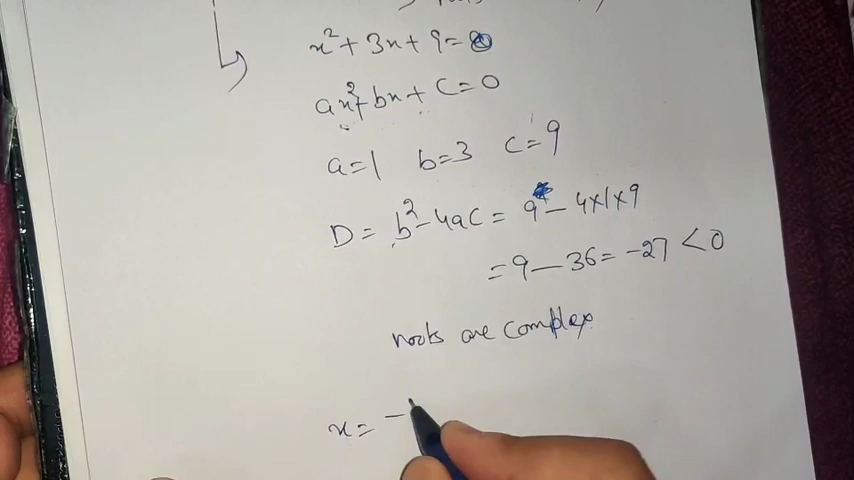 x² + 3x + 9 = 0
ax² + bx + c = 0
a=1 b=3 c=9
D = b² - 4ac = 9 - 4×1×9
= 9 - 36 = -27 < 0
roots are complex
x = -